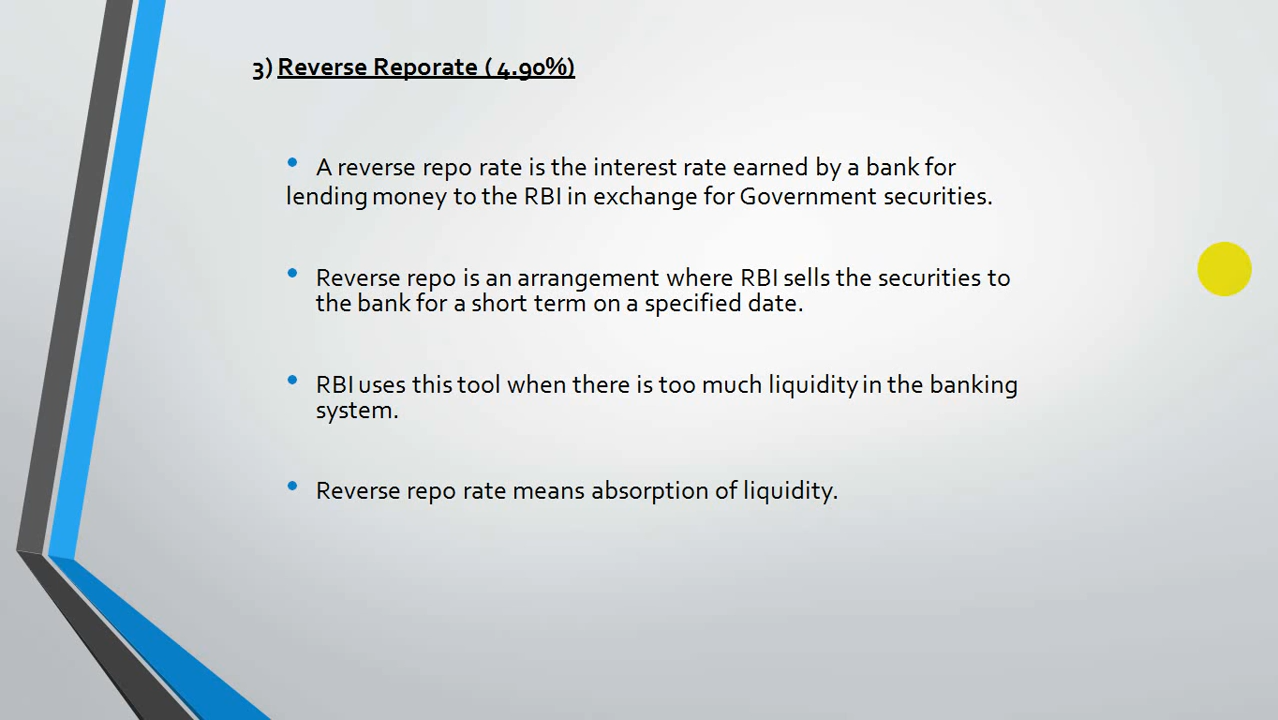 3) Reverse Reporate ( 4.90%)
• A reverse repo rate is the interest rate earned by a bank for
lending money to the RBI in exchange for Government securities.
• Reverse repo is an arrangement where RBI sells the securities to
the bank for a short term on a specified date.
• RBI uses this tool when there is too much liquidity in the banking
system.
• Reverse repo rate means absorption of liquidity.